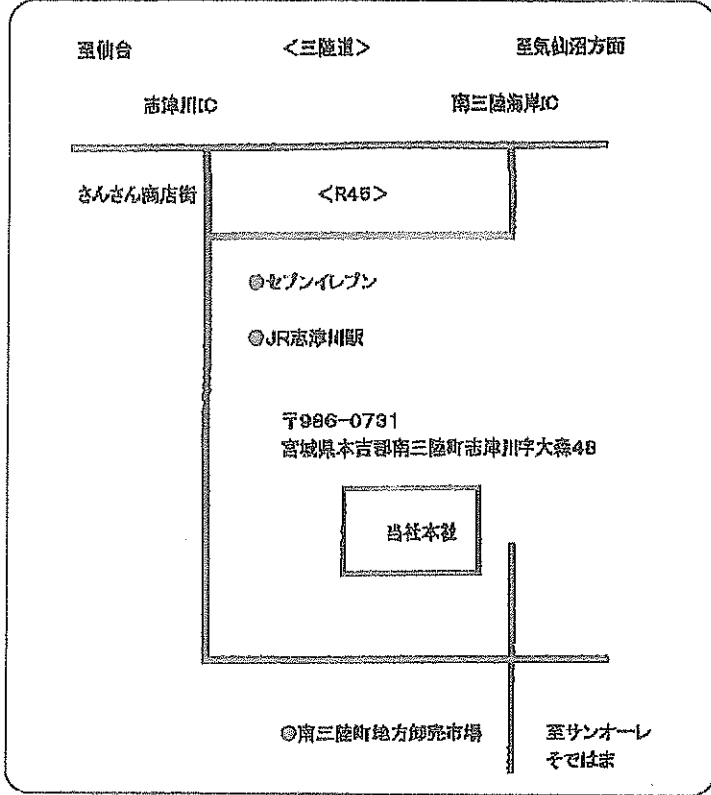 至仙台 <三陸道> 至気仙沼方面
志津川IC 南三陸海岸IC
さんさん商店街 <R45>
セブンイレブン
JR志津川駅
〒986-0731
宮城県本吉郡南三陸町志津川字大森48
当社本社
南三陸町地方卸売市場
至サンオーレ
そではま